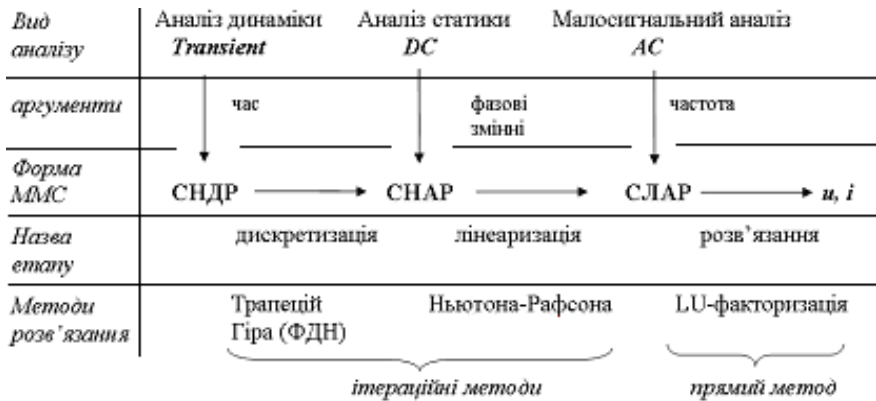 Вид Аналіз динаміки Аналіз статики Малосигнальний аналіз
аналізу Transient DC AC
аргументи час фазові частота
змінні
Форма
ММС СНДР СНАР СЛАР u, i
Назва дискретизація лінеаризація розв’язання
етапу
Методи Трапецій Ньютона-Рафсона LU-факторизація
розв’язання Гіра (ФДН)
ітераційні методи прямий метод